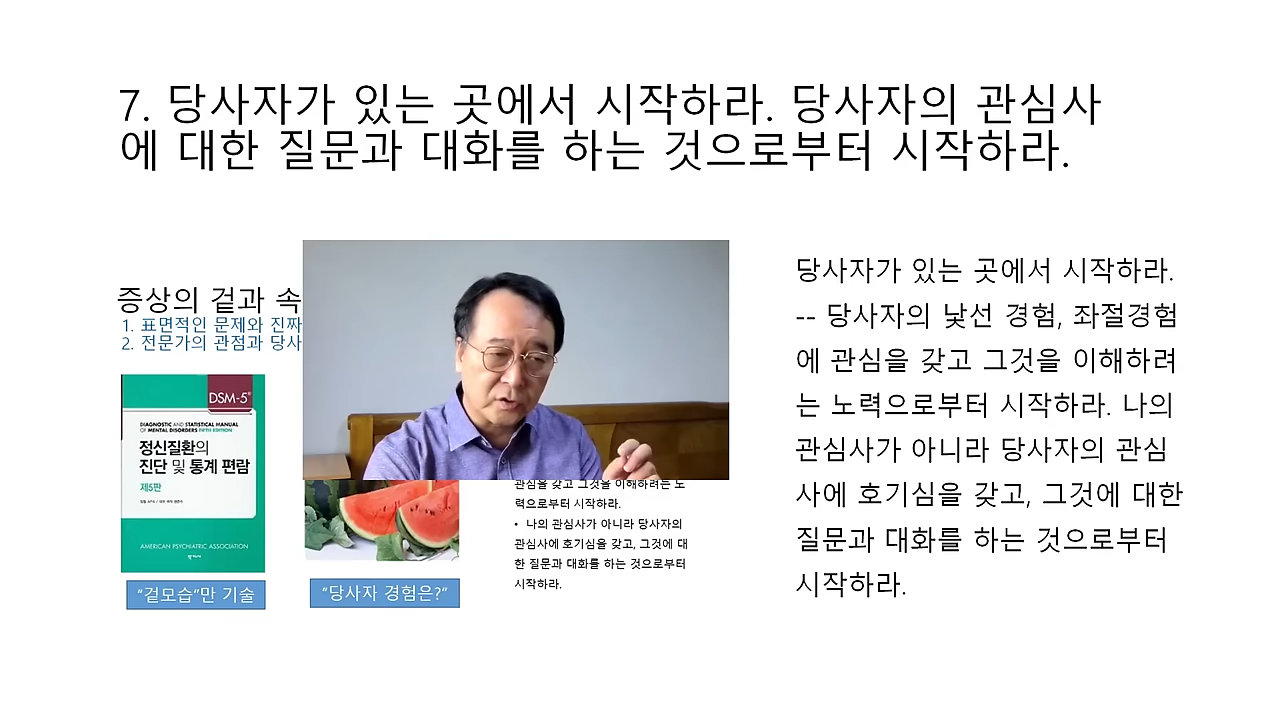 7. 당사자가 있는 곳에서 시작하라. 당사자의 관심사
에 대한 질문과 대화를 하는 것으로부터 시작하라.
증상의 겉과 속
1. 표면적인 문제와 진짜
2. 전문가의 관점과 당사
DSM-5®
DIAGNOSTIC AND STATISTICAL MANUAL
OF MENTAL DISORDERS FIFTH EDITION
정신질환의
진단 및 통계 편람
제5판
AMERICAN PSYCHIATRIC ASSOCIATION
"겉모습"만 기술
"당사자 경험은?"
관심을 갖고 그것을 이해하려는 노
력으로부터 시작하라.
• 나의 관심사가 아니라 당사자의
관심사에 호기심을 갖고, 그것에 대
한 질문과 대화를 하는 것으로부터
시작하라.
당사자가 있는 곳에서 시작하라.
-- 당사자의 낯선 경험, 좌절경험
에 관심을 갖고 그것을 이해하려
는 노력으로부터 시작하라. 나의
관심사가 아니라 당사자의 관심
사에 호기심을 갖고, 그것에 대한
질문과 대화를 하는 것으로부터
시작하라.